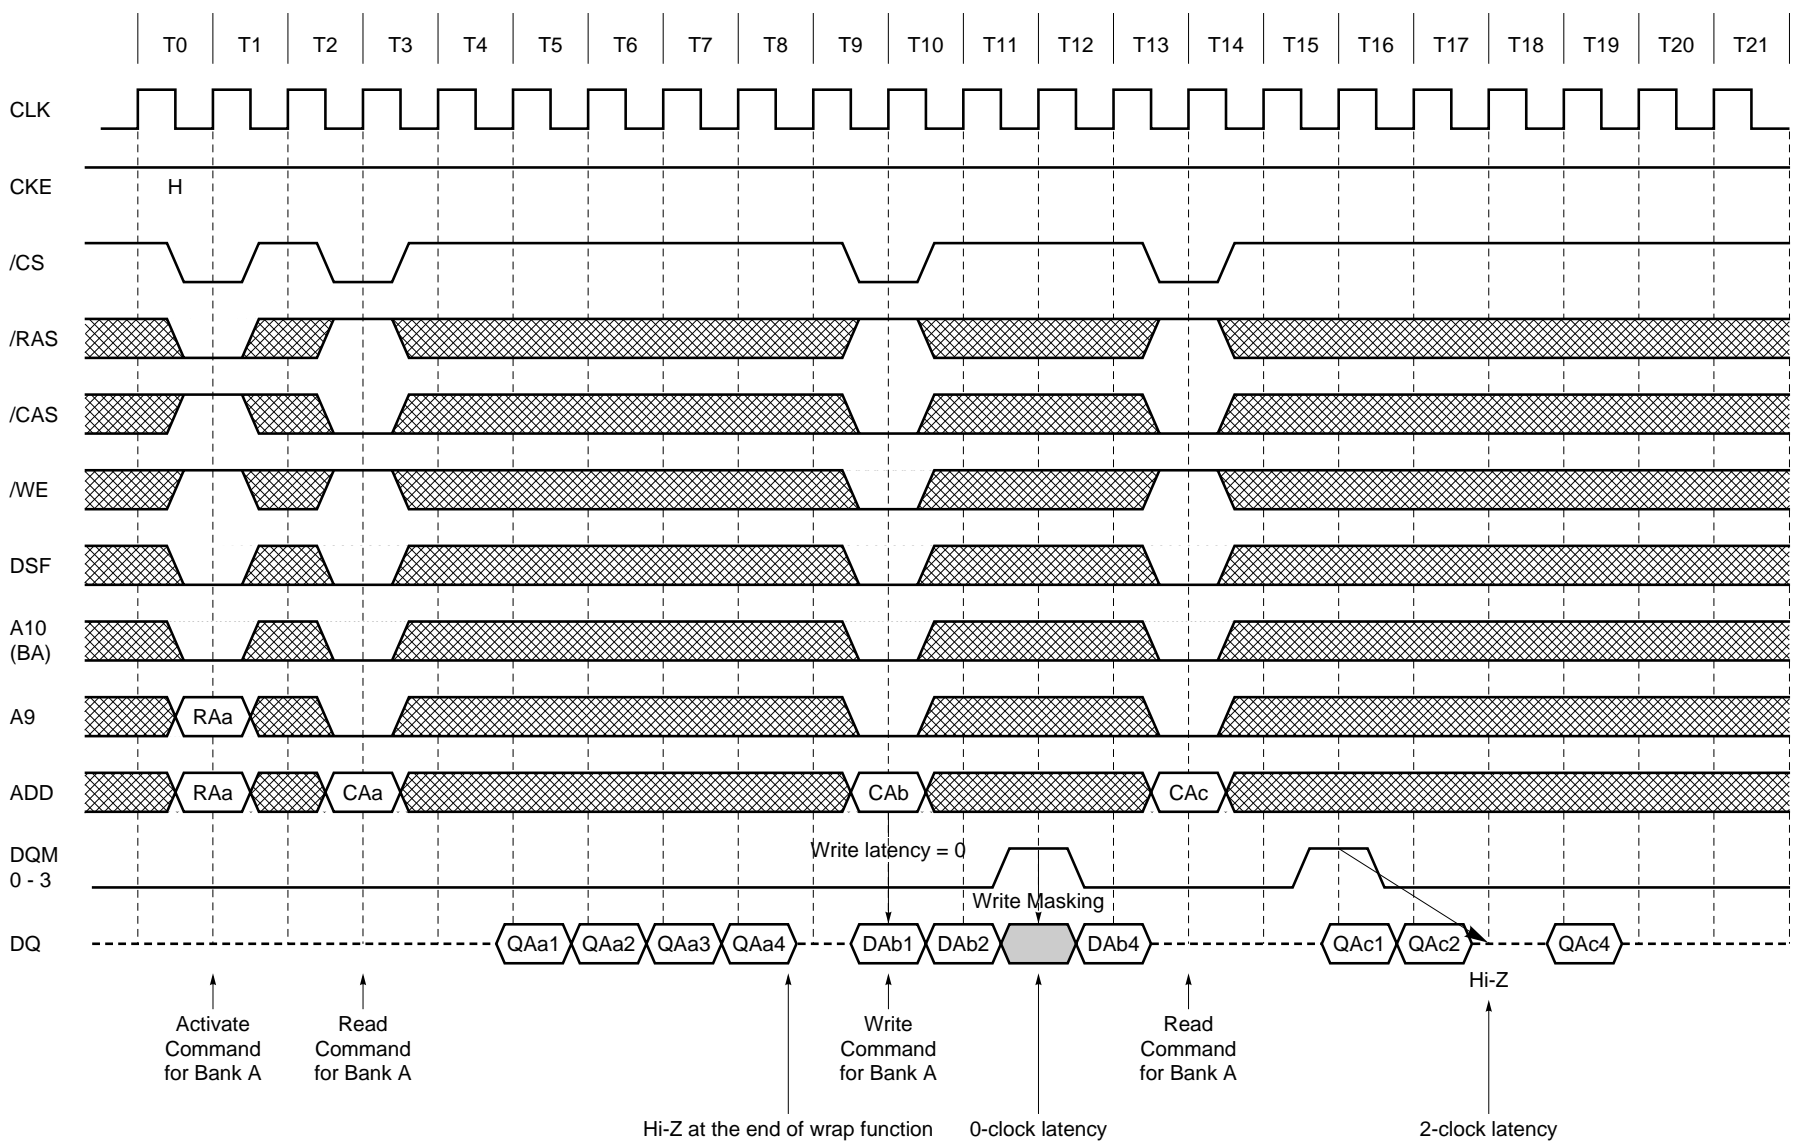 T0 T1 T2 T3 T4 T5 T6 T7 T8 T9 T10 T11 T12 T13 T14 T15 T16 T17 T18 T19 T20 T21
CLK
CKE H
/CS
/RAS
/CAS
/WE
DSF
A10
(BA)
A9 RAa
ADD RAa CAa CAb CAc
DQM
0 - 3
Write latency = 0
Write Masking
DQ QAa1 QAa2 QAa3 QAa4 DAb1 DAb2 DAb4 QAc1 QAc2 QAc4
Hi-Z
Activate
Command
for Bank A
Read
Command
for Bank A
Write
Command
for Bank A
Read
Command
for Bank A
Hi-Z at the end of wrap function
0-clock latency
2-clock latency